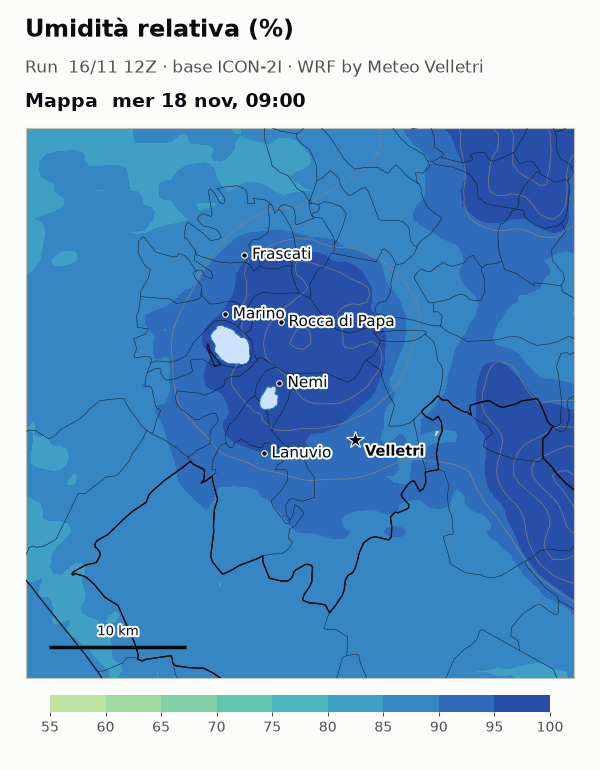 Umidità relativa (%)
Run  16/11 12Z · base ICON-2I · WRF by Meteo Velletri
Mappa  mer 18 nov, 09:00
Frascati
Marino
Rocca di Papa
Nemi
Velletri
Lanuvio
10 km
55 60 65 70 75 80 85 90 95 100